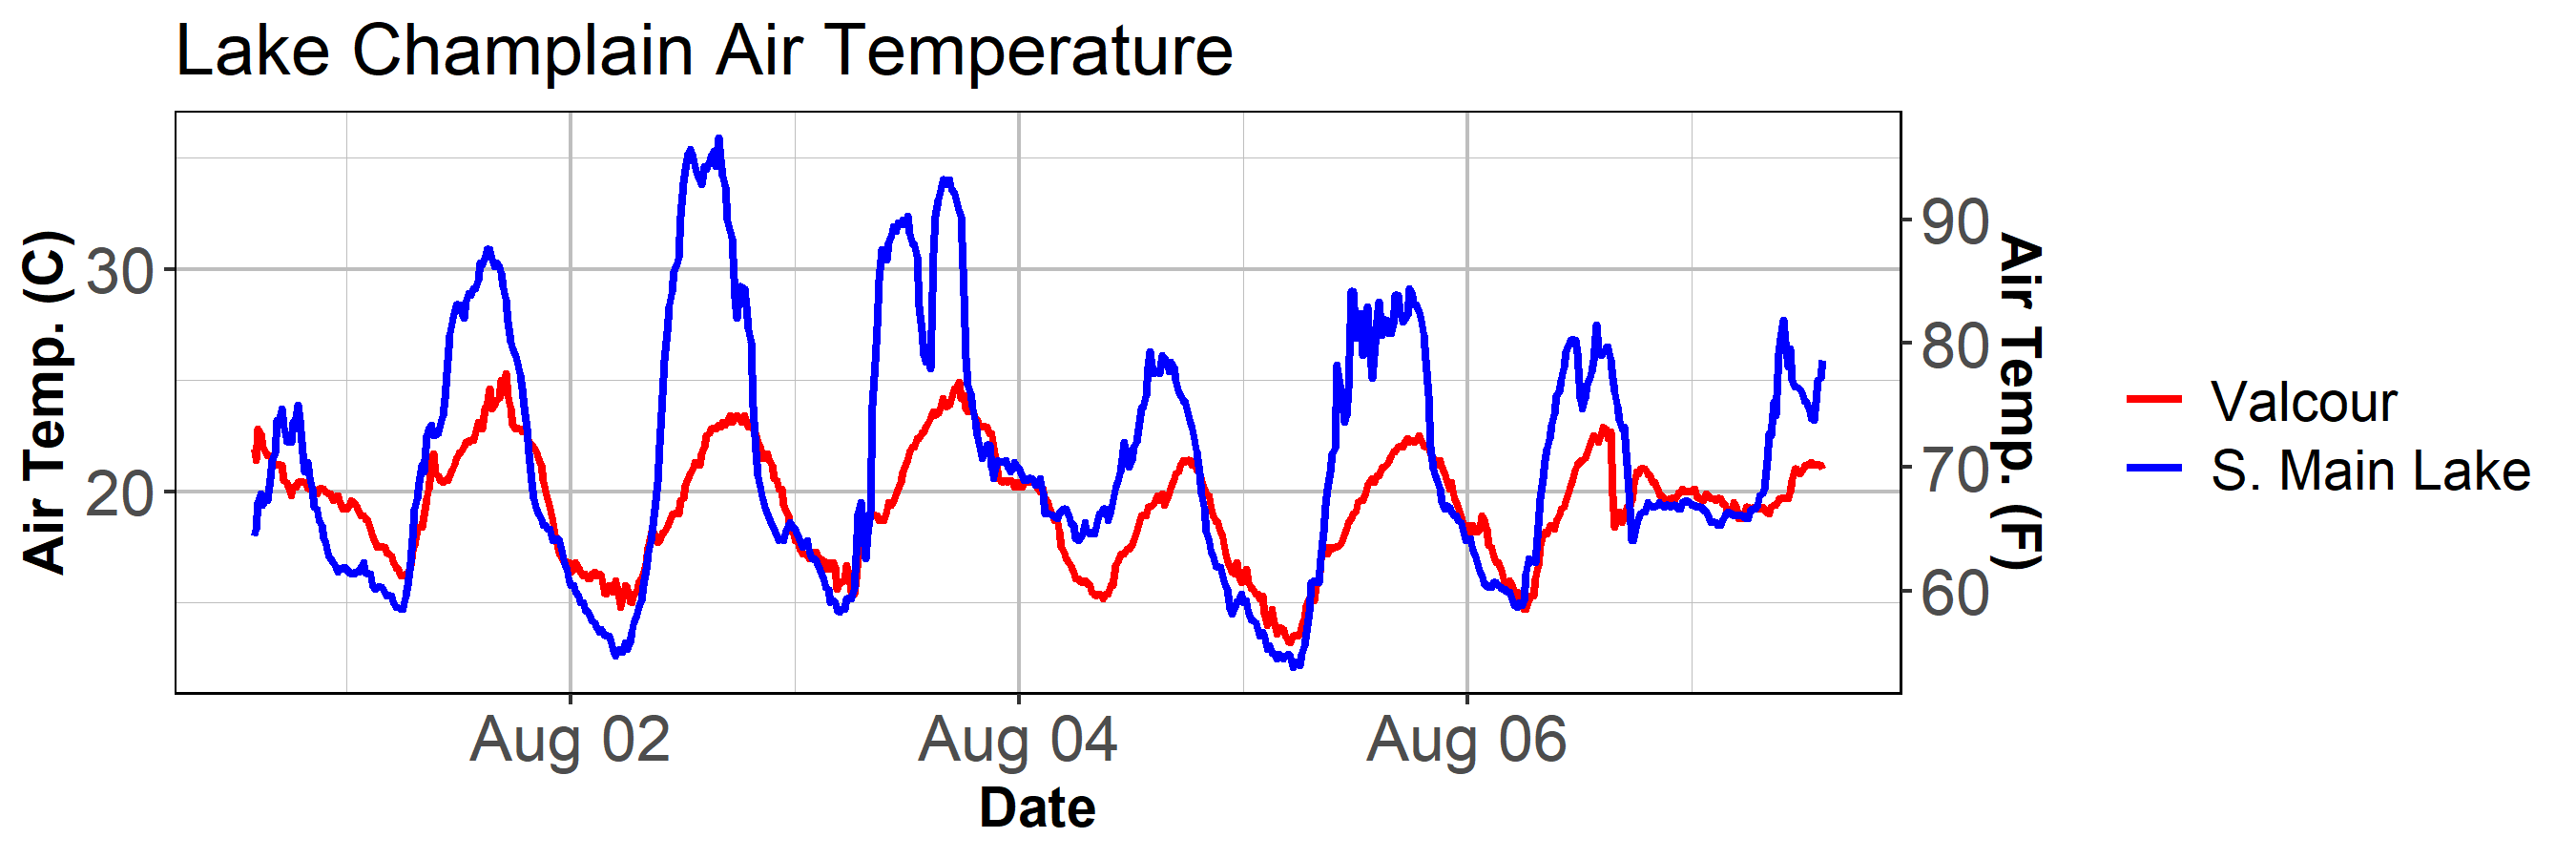 Lake Champlain Air Temperature
Air Temp. (C)
30
20
90
80
70
60
Air Temp. (F)
Aug 02
Aug 04
Aug 06
Date
Valcour
S. Main Lake